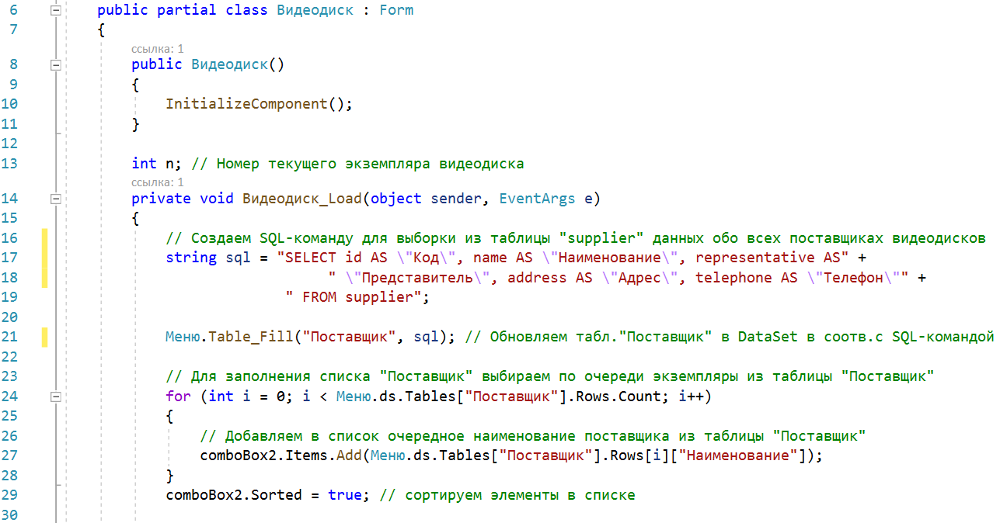 6 public partial class Видеодиск : Form
7 {
ссылка: 1
8 public Видеодиск()
9 {
10 InitializeComponent();
11 }
12
13 int n; // Номер текущего экземпляра видеодиска
ссылка: 1
14 private void Видеодиск_Load(object sender, EventArgs e)
15 {
16 // Создаем SQL-команду для выборки из таблицы "supplier" данных обо всех поставщиках видеодисков
17 string sql = "SELECT id AS \"Код\", name AS \"Наименование\", representative AS" +
18 " \"Представитель\", address AS \"Адрес\", telephone AS \"Телефон\"" +
19 " FROM supplier";
20
21 Меню.Table_Fill("Поставщик", sql); // Обновляем табл."Поставщик" в DataSet в соотв.с SQL-командой
22
23 // Для заполнения списка "Поставщик" выбираем по очереди экземпляры из таблицы "Поставщик"
24 for (int i = 0; i < Меню.ds.Tables["Поставщик"].Rows.Count; i++)
25 {
26 // Добавляем в список очередное наименование поставщика из таблицы "Поставщик"
27 comboBox2.Items.Add(Меню.ds.Tables["Поставщик"].Rows[i]["Наименование"]);
28 }
29 comboBox2.Sorted = true; // сортируем элементы в списке
30